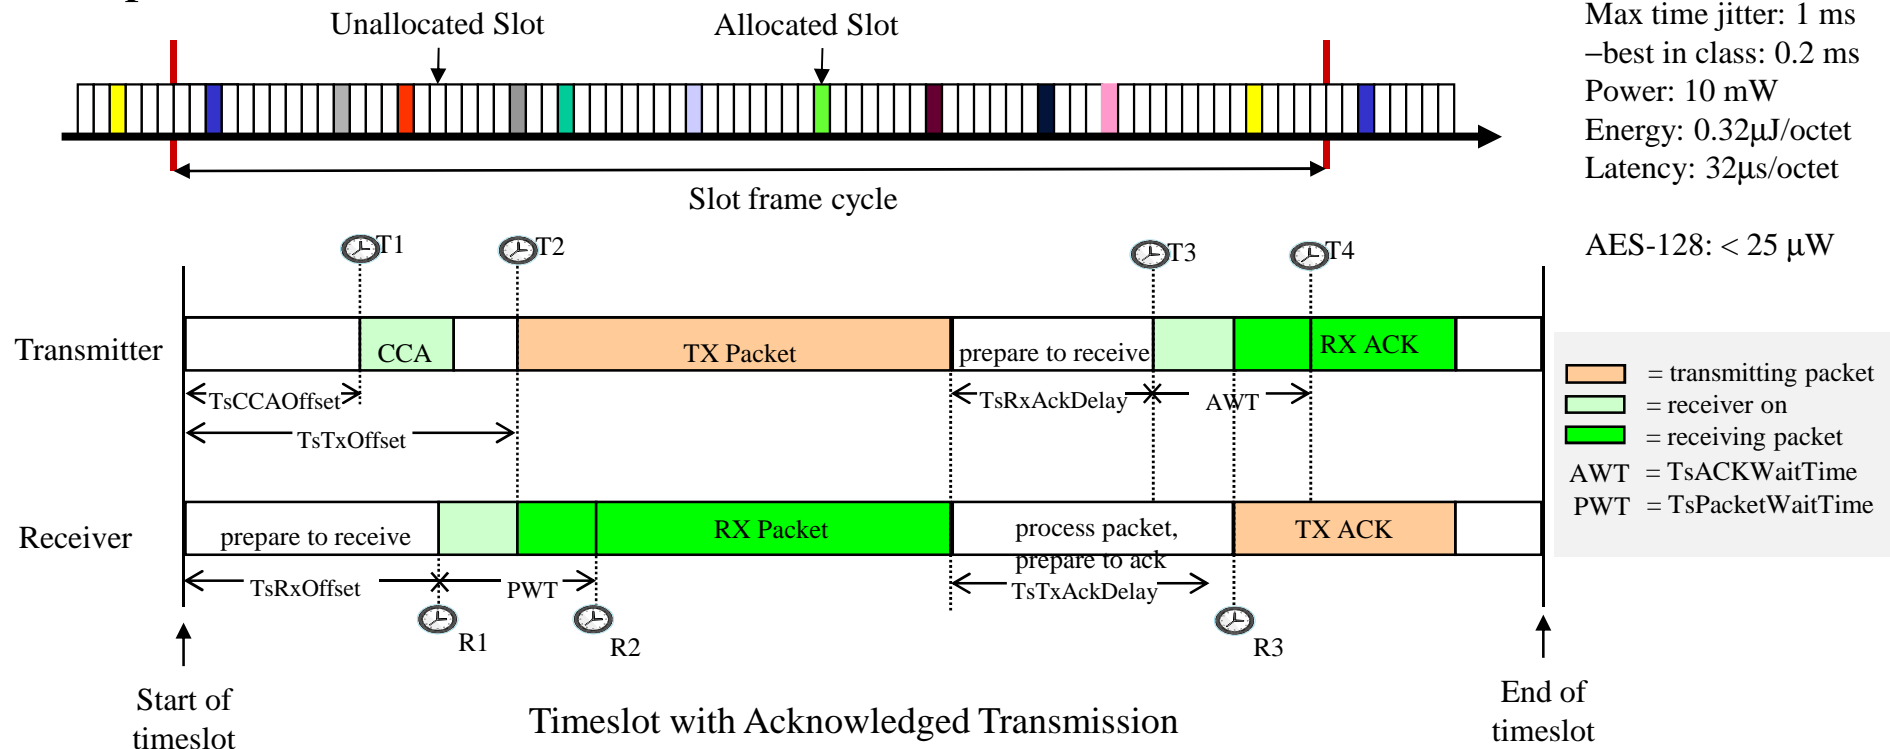 Unallocated Slot
Allocated Slot
Max time jitter: 1 ms
–best in class: 0.2 ms
Power: 10 mW
Energy: 0.32µJ/octet
Latency: 32µs/octet
AES-128: < 25 µW
Slot frame cycle
T1
T2
T3
T4
Transmitter
CCA
TX Packet
prepare to receive
RX ACK
TsCCAOffset
TsRxAckDelay
AWT
TsTxOffset
= transmitting packet
= receiver on
= receiving packet
AWT = TsACKWaitTime
PWT = TsPacketWaitTime
Receiver
prepare to receive
RX Packet
process packet,
prepare to ack
TX ACK
TsRxOffset
PWT
TsTxAckDelay
R1
R2
R3
Start of
timeslot
Timeslot with Acknowledged Transmission
End of
timeslot